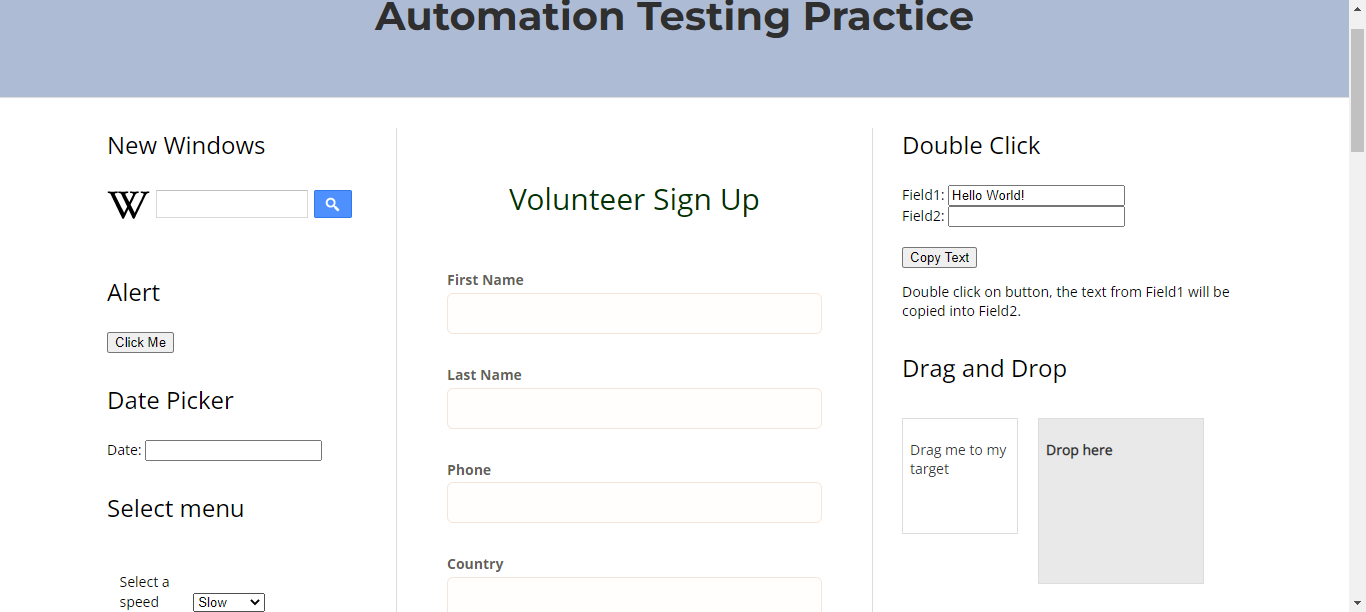 Automation Testing Practice
New Windows
W
Alert
Click Me
Date Picker
Date:
Select menu
Select a
speed
Slow
Volunteer Sign Up
First Name
Last Name
Phone
Country
Double Click
Field1: Hello World!
Field2:
Copy Text
Double click on button, the text from Field1 will be
copied into Field2.
Drag and Drop
Drag me to my
target
Drop here